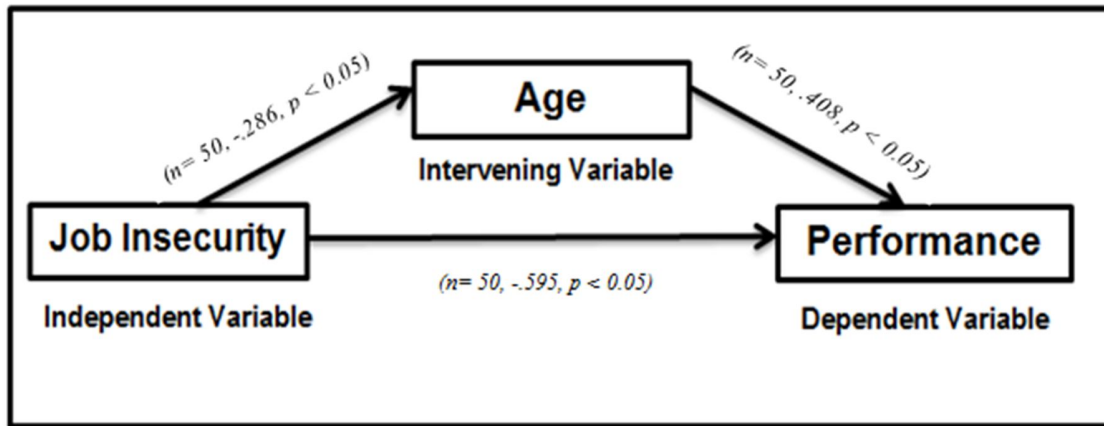 (n= 50, -.286, p < 0.05)
Age
(n= 50, .408, p < 0.05)
Intervening Variable
Job Insecurity
Performance
(n= 50, -.595, p < 0.05)
Independent Variable
Dependent Variable